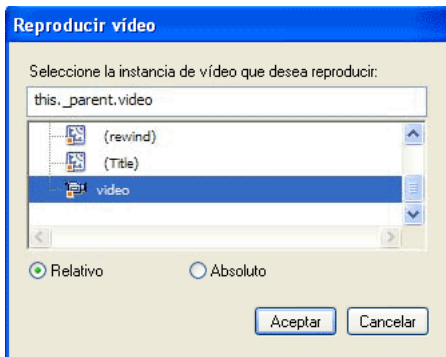 Reproducir vídeo
Seleccione la instancia de vídeo que desea reproducir:
this._parent.video
(rewind)
(Title)
video
Relativo Absoluto
Aceptar Cancelar